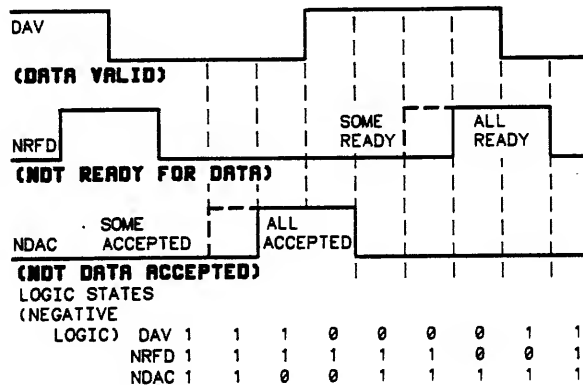 DAV
(DATA VALID)
SOME READY
ALL READY
NRFD
(NOT READY FOR DATA)
SOME ACCEPTED
ALL ACCEPTED
NDAC
(NOT DATA ACCEPTED)
LOGIC STATES
(NEGATIVE
LOGIC) DAV 1 1 1 0 0 0 0 1 1
NRFD 1 1 1 1 1 1 0 0 1
NDAC 1 1 0 0 1 1 1 1 1